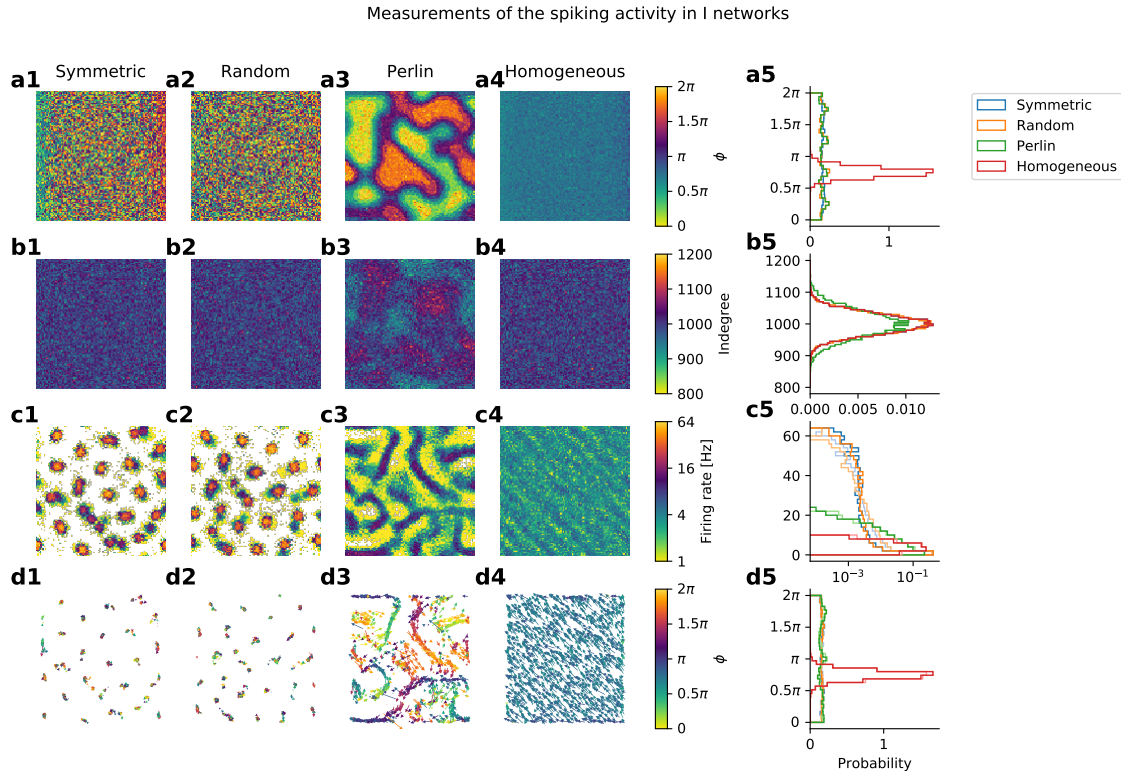 Measurements of the spiking activity in I networks
a1 Symmetric a2 Random a3 Perlin a4 Homogeneous a5
2π
1.5π
π
0.5π
0
ϕ
2π
1.5π
π
0.5π
0
0 1
Symmetric
Random
Perlin
Homogeneous
b1 b2 b3 b4 b5
1200
1100
1000
900
800
Indegree
1200
1100
1000
900
800
0.000 0.005 0.010
c1 c2 c3 c4 c5
64
16
4
1
Firing rate [Hz]
60
40
20
0
10⁻³ 10⁻¹
d1 d2 d3 d4 d5
2π
1.5π
π
0.5π
0
ϕ
2π
1.5π
π
0.5π
0
0 1
Probability